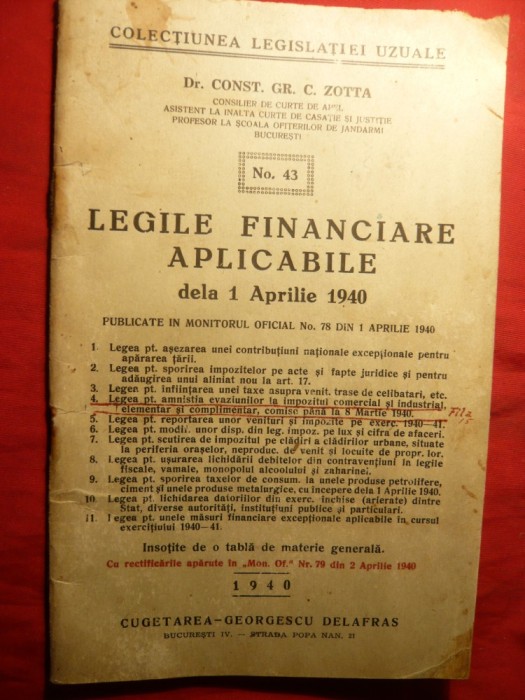 COLECȚIUNEA LEGISLAȚIEI UZUALE
Dr. CONST. GR. C. ZOTTA
CONSILIER DE CURTE DE APEL
ASISTENT LA INALTA CURTE DE CASAȚIE SI JUSTIȚIE
PROFESOR LA ȘCOALA OFIȚERILOR DE JANDARMI
BUCUREȘTI
No. 43
LEGILE FINANCIARE
APLICABILE
dela 1 Aprilie 1940
PUBLICATE IN MONITORUL OFICIAL No. 78 DIN 1 APRILIE 1940
1. Legea pt. așezarea unei contribuțiuni naționale excepționale pentru
apărarea țării.
2. Legea pt. sporirea impozitelor pe acte și fapte juridice și pentru
adăugirea unui aliniat nou la art. 17.
3. Legea pt. înființarea unei taxe asupra venit. trase de celibatari, etc.
4. Legea pt. amnistia evaziunilor la impozitul comercial și industrial,
elementar și complimentar, comise până la 8 Martie 1940.
Fila
15
5. Legea pt. reportarea unor venituri și impozite pe exerc. 1940—41.
6. Legea pt. modif. unor disp. din leg. impoz. pe lux și cifra de afaceri.
7. Legea pt. scutirea de impozitul pe clădiri a clădirilor urbane, situate
la periferia orașelor, neproduc. de venit și locuite de propr. lor.
8. Legea pt. ușurarea lichidării debitelor din contravenții în legile
fiscale, vamale, monopolul alcoolului și zaharinei.
9. Legea pt. sporirea taxelor de consum. la unele produse petrolifere,
ciment și unele produse metalurgice, cu începere dela 1 Aprilie 1940.
10. Legea pt. lichidarea datoriilor din exerc. închise (arierate) dintre
Stat, diverse autorități, instituțiuni publice și particulari.
11. Legea pt. unele măsuri financiare excepționale aplicabile în cursul
exercițiului 1940—41.
Insoțite de o tablă de materie generală.
Cu rectificările apărute în „Mon. Of." Nr. 79 din 2 Aprilie 1940
1940
CUGETAREA—GEORGESCU DELAFRAS
BUCUREȘTI IV. — STRADA POPA NAN. 21